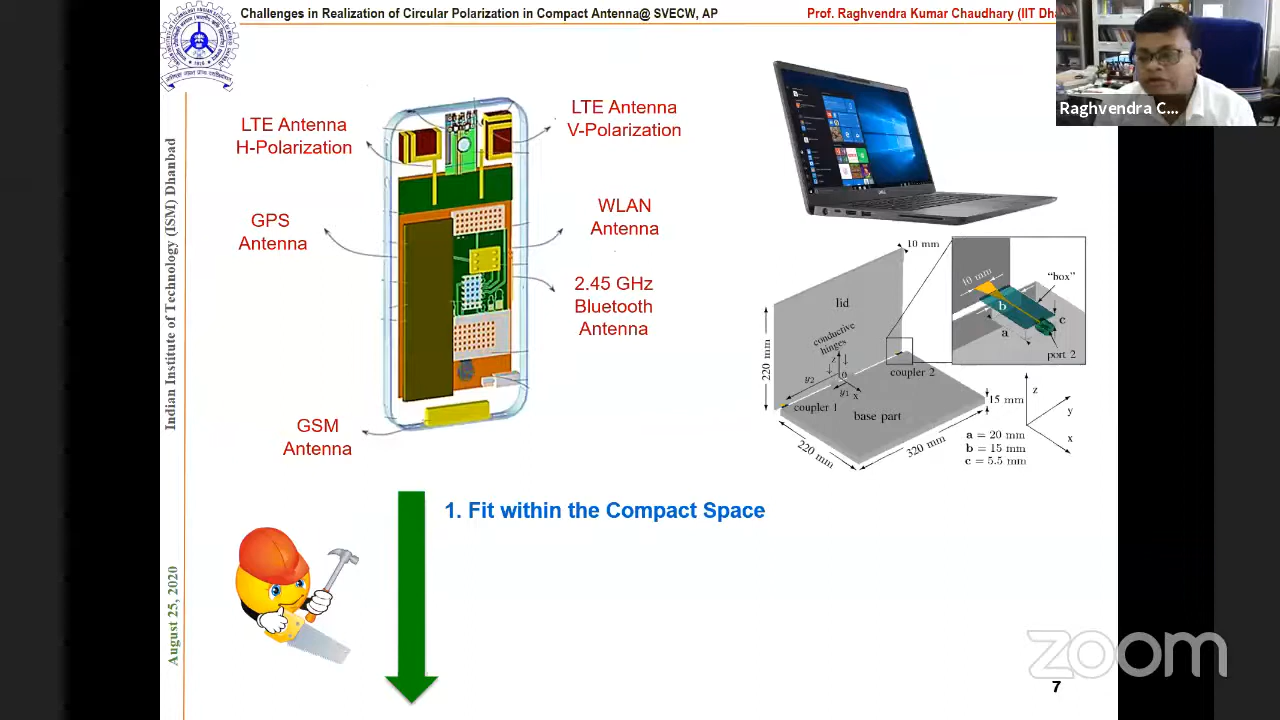 Challenges in Realization of Circular Polarization in Compact Antenna@ SVECW, AP
Prof. Raghvendra Kumar Chaudhary (IIT Dh
Raghvendra C...
Indian Institute of Technology (ISM) Dhanbad
August 25, 2020
LTE Antenna
H-Polarization
LTE Antenna
V-Polarization
GPS
Antenna
WLAN
Antenna
2.45 GHz
Bluetooth
Antenna
GSM
Antenna
10 mm
lid
conductive
hinges
220 mm
z
0
y2
y1
x
coupler 1
coupler 2
base part
15 mm
220 mm
320 mm
10 mm
"box"
b
c
a
port 2
z
y
x
a = 20 mm
b = 15 mm
c = 5.5 mm
1. Fit within the Compact Space
zoom
7